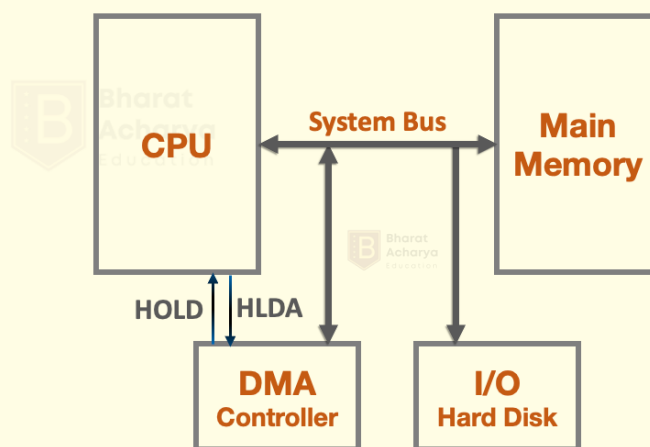 Bharat
Acharya
Education
CPU
System Bus
Main
Memory
Bharat
Acharya
Education
HOLD
HLDA
DMA
Controller
I/O
Hard Disk